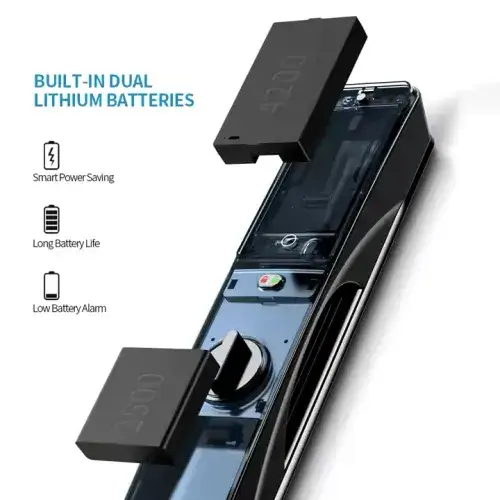 BUILT-IN DUAL
LITHIUM BATTERIES
4200
Smart Power Saving
Long Battery Life
Low Battery Alarm
2500